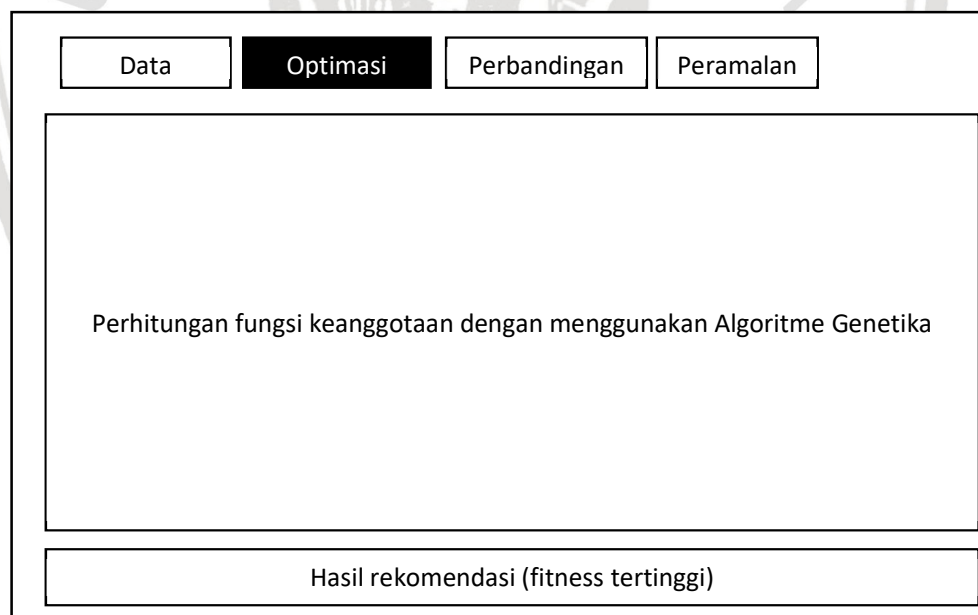 Data Optimasi Perbandingan Peramalan
Perhitungan fungsi keanggotaan dengan menggunakan Algoritme Genetika
Hasil rekomendasi (fitness tertinggi)